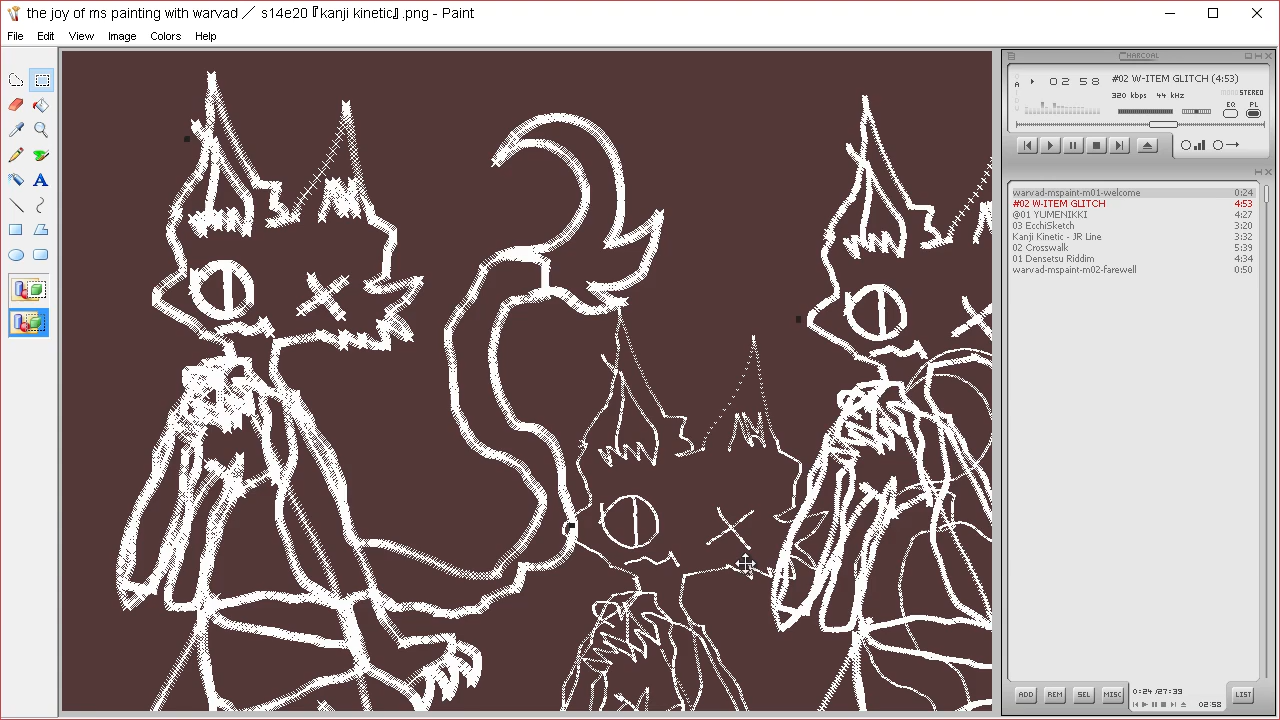 the joy of ms painting with warvad ／ s14e20『kanji kinetic』.png - Paint
File Edit View Image Colors Help
CHARCOAL
02 58
#02 W-ITEM GLITCH (4:53)
320 kbps 44 kHz
STEREO
EQ PL
warvad-mspaint-m01-welcome 0:24
#02 W-ITEM GLITCH 4:53
@01 YUMENIKKI 4:27
03 EcchiSketch 3:20
Kanji Kinetic - JR Line 3:32
02 Crosswalk 5:39
01 Densetsu Riddim 4:34
warvad-mspaint-m02-farewell 0:50
ADD REM SEL MISC 0:24/27:39 LIST
02:58